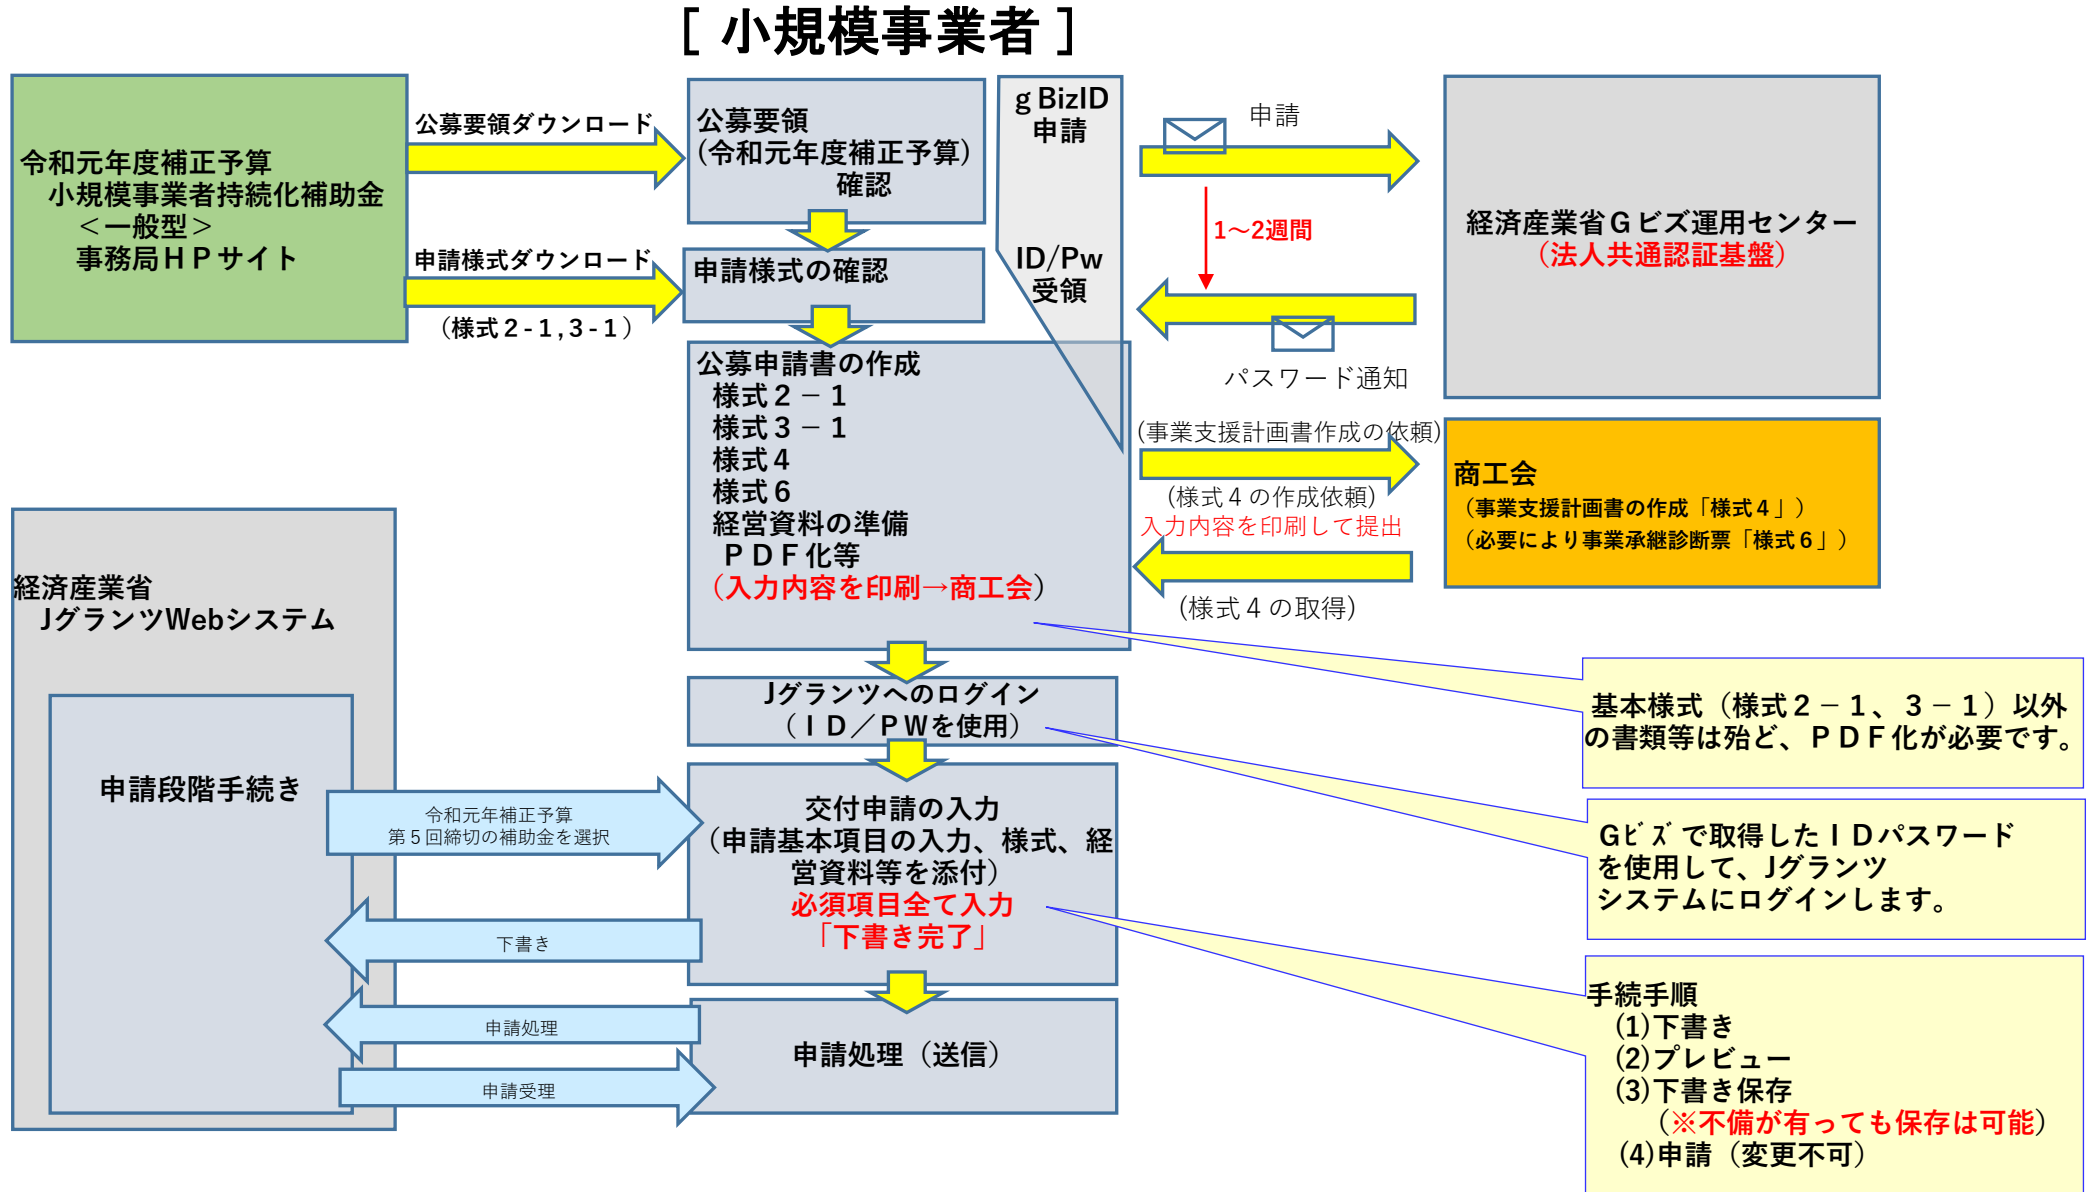 ［ 小規模事業者 ］
令和元年度補正予算
小規模事業者持続化補助金
＜一般型＞
事務局ＨＰサイト
公募要領ダウンロード
申請様式ダウンロード
（様式２-１,３-１）
公募要領
(令和元年度補正予算)
確認
申請様式の確認
ｇBizID
申請
ID/Pw
受領
申請
1～2週間
パスワード通知
経済産業省Ｇビズ運用センター
（法人共通認証基盤）
公募申請書の作成
様式２－１
様式３－１
様式４
様式６
経営資料の準備
ＰＤＦ化等
（入力内容を印刷→商工会）
(事業支援計画書作成の依頼)
(様式４の作成依頼)
入力内容を印刷して提出
(様式４の取得)
商工会
（事業支援計画書の作成「様式４」）
（必要により事業承継診断票「様式６」）
経済産業省
JグランツWebシステム
申請段階手続き
Jグランツへのログイン
（ＩＤ／ＰＷを使用）
令和元年補正予算
第５回締切の補助金を選択
交付申請の入力
（申請基本項目の入力、様式、経
営資料等を添付）
必須項目全て入力
「下書き完了」
下書き
申請処理
申請受理
申請処理（送信）
基本様式（様式２－１、３－１）以外
の書類等は殆ど、ＰＤＦ化が必要です。
Gﾋﾞｽﾞで取得したＩＤパスワード
を使用して、Jグランツ
システムにログインします。
手続手順
(1)下書き
(2)プレビュー
(3)下書き保存
（※不備が有っても保存は可能）
(4)申請（変更不可）